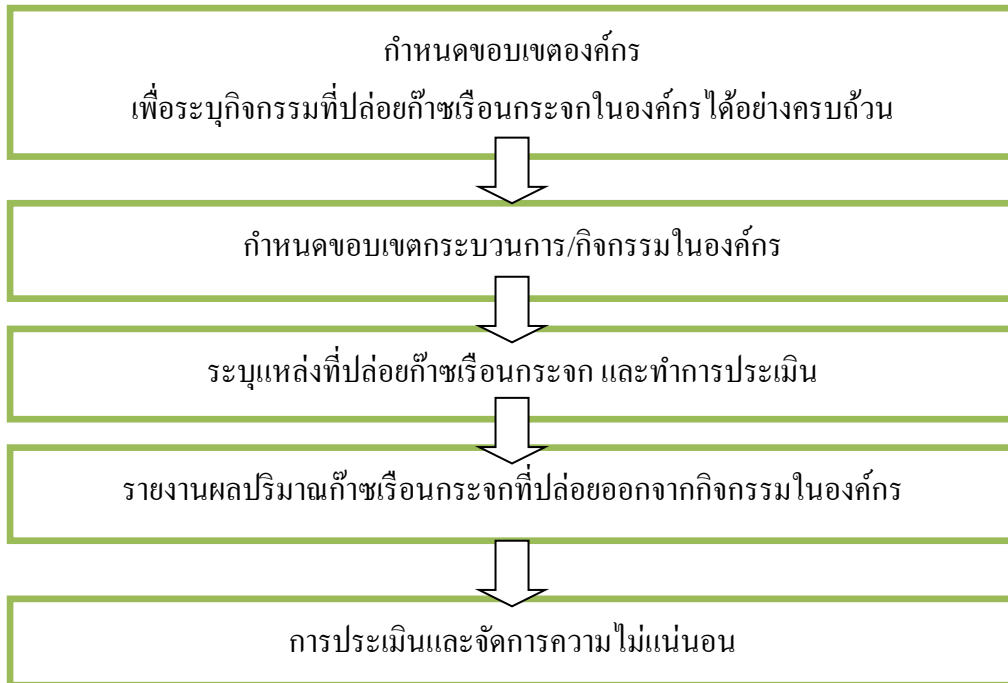 กำหนดขอบเขตองค์กร
เพื่อระบุกิจกรรมที่ปล่อยก๊าซเรือนกระจกในองค์กรได้อย่างครบถ้วน
กำหนดขอบเขตกระบวนการ/กิจกรรมในองค์กร
ระบุแหล่งที่ปล่อยก๊าซเรือนกระจก และทำการประเมิน
รายงานผลปริมาณก๊าซเรือนกระจกที่ปล่อยออกจากกิจกรรมในองค์กร
การประเมินและจัดการความไม่แน่นอน